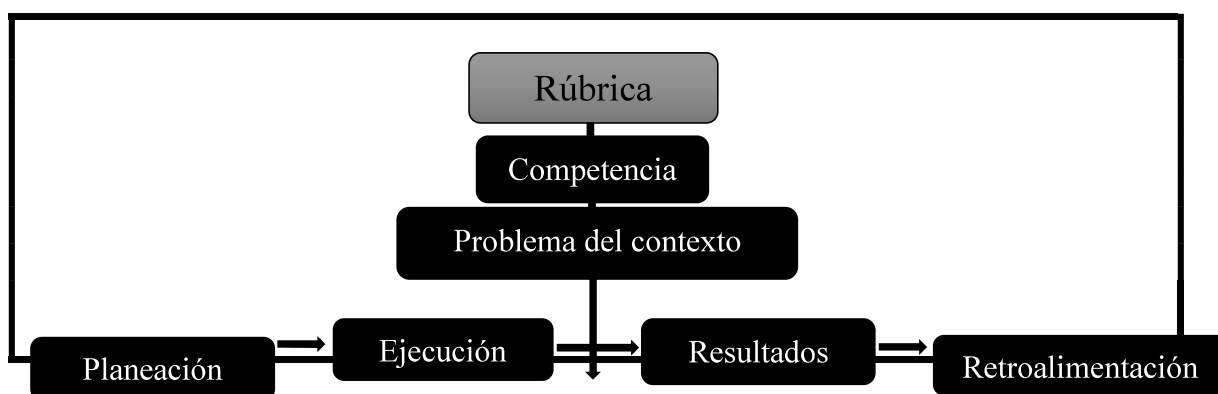 Rúbrica
Competencia
Problema del contexto
Planeación
Ejecución
Resultados
Retroalimentación